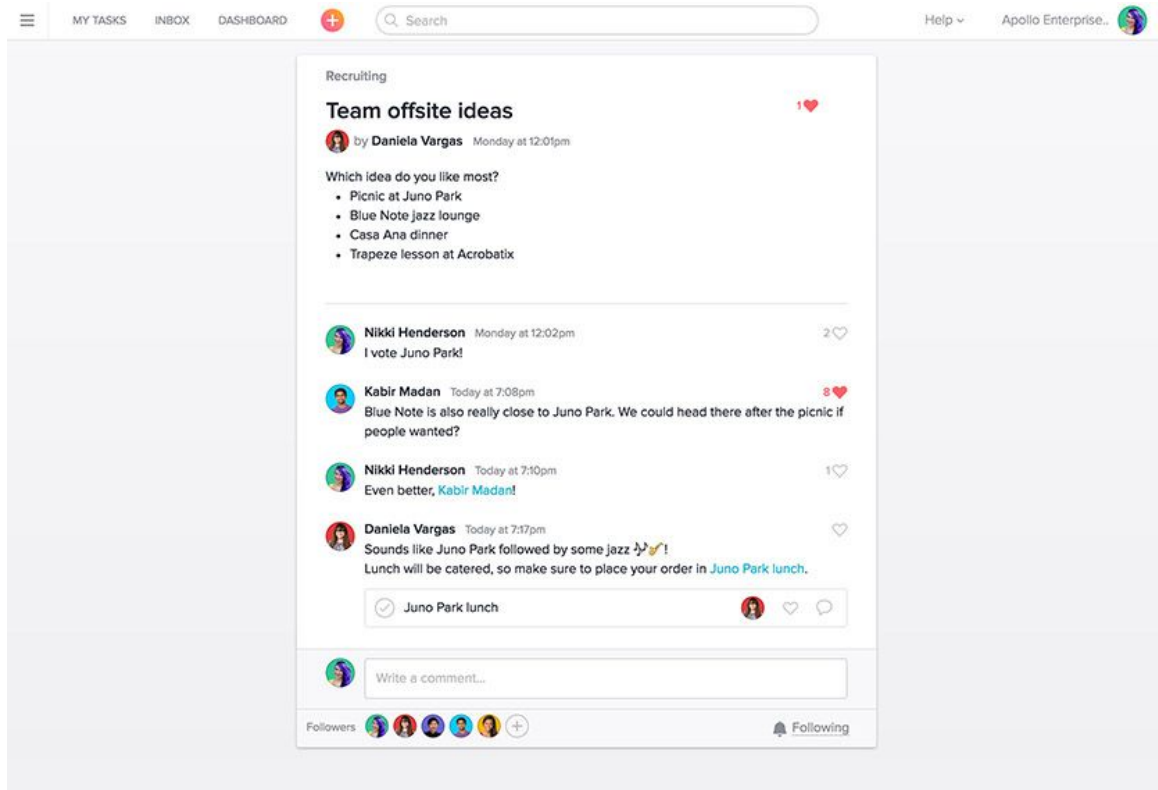 MY TASKS INBOX DASHBOARD Search Help Apollo Enterprise..
Recruiting
Team offsite ideas 1
by Daniela Vargas Monday at 12:01pm
Which idea do you like most?
• Picnic at Juno Park
• Blue Note jazz lounge
• Casa Ana dinner
• Trapeze lesson at Acrobatix
Nikki Henderson Monday at 12:02pm 2
I vote Juno Park!
Kabir Madan Today at 7:08pm 8
Blue Note is also really close to Juno Park. We could head there after the picnic if
people wanted?
Nikki Henderson Today at 7:10pm 1
Even better, Kabir Madan!
Daniela Vargas Today at 7:17pm
Sounds like Juno Park followed by some jazz 🎶🎷!
Lunch will be catered, so make sure to place your order in Juno Park lunch.
Juno Park lunch
Write a comment...
Followers Following